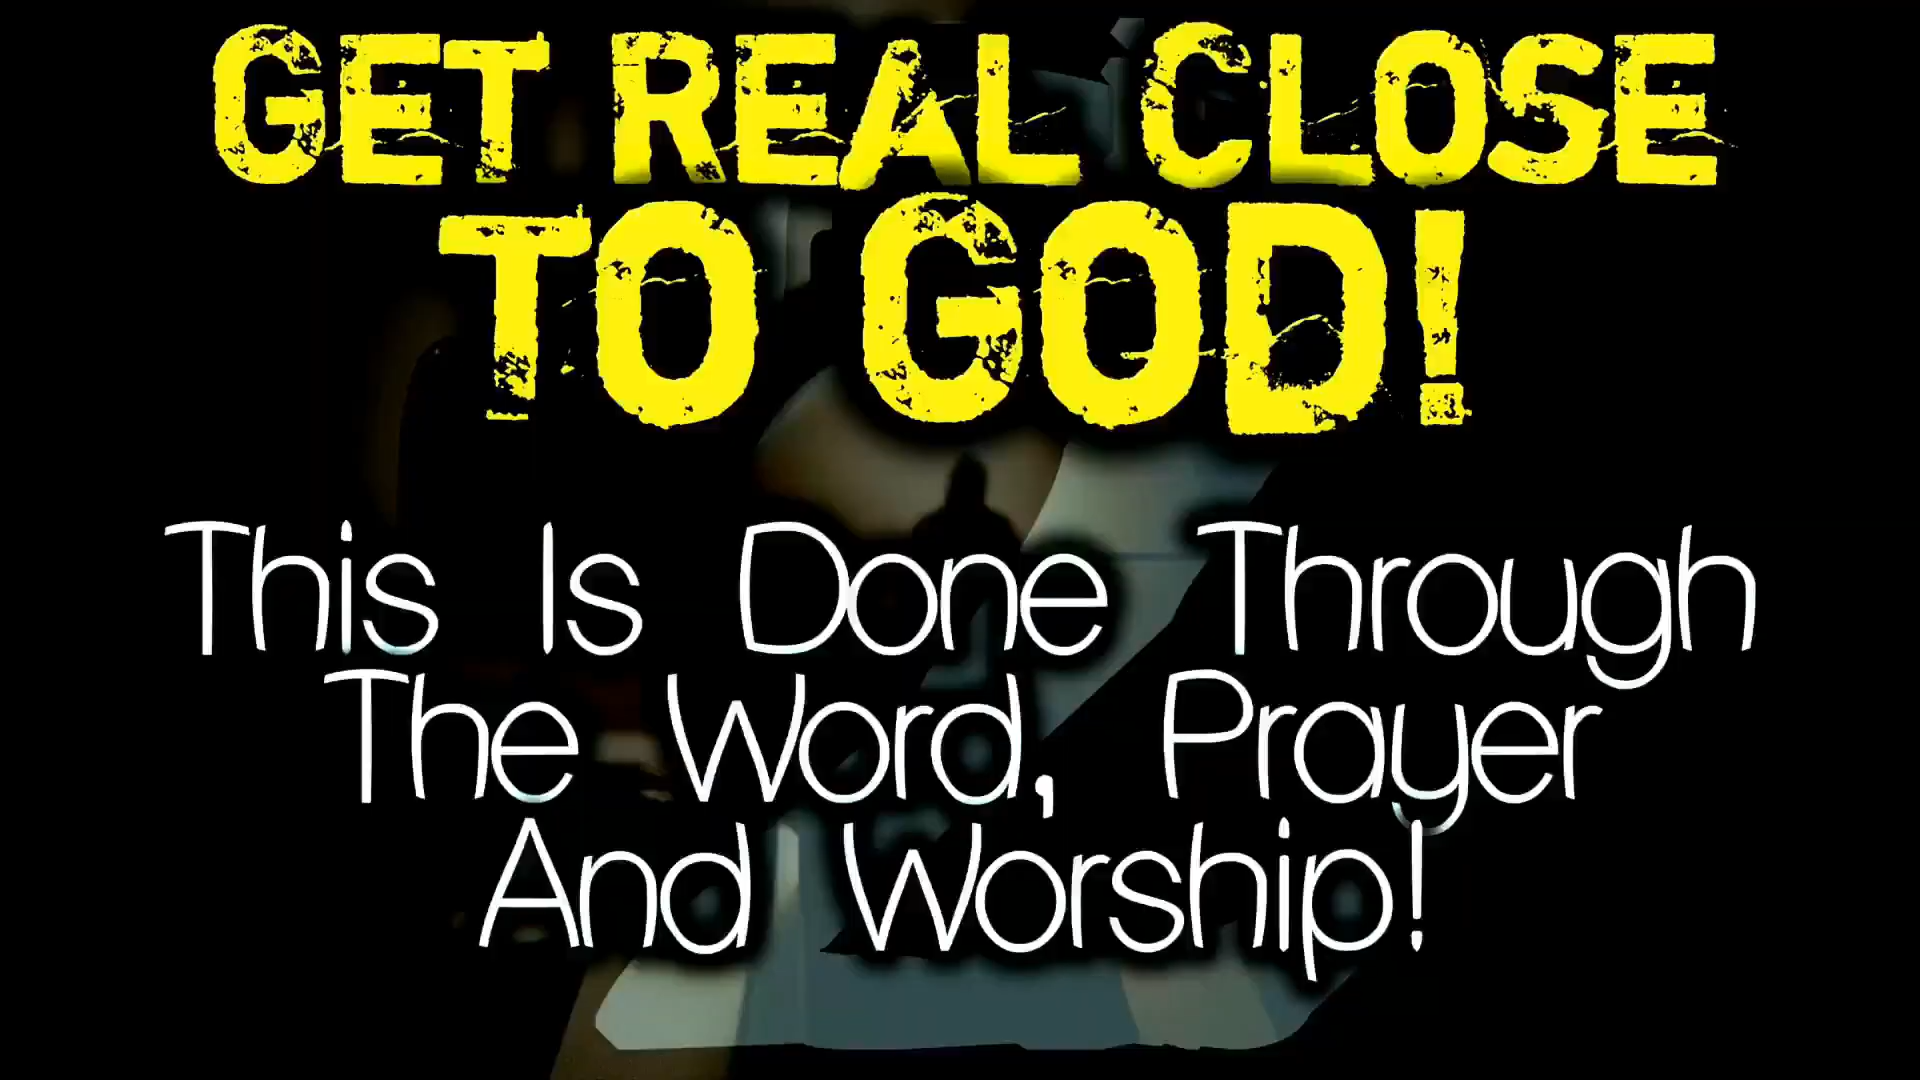 GET REAL CLOSE
TO GOD!
This Is Done Through
The Word, Prayer
And Worship!